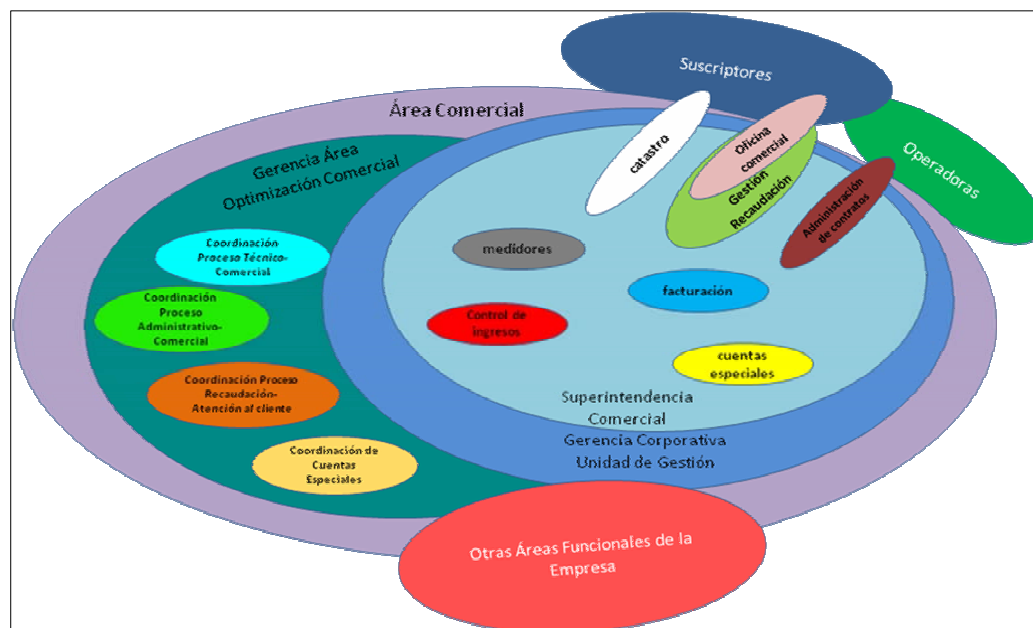 Suscriptores
Área Comercial
Operadoras
Gerencia Área
Optimización Comercial
catastro
Oficina
comercial
Gestión
Recaudación
Administración
de contratos
Coordinación
Proceso Técnico-
Comercial
medidores
Coordinación
Proceso
Administrativo-
Comercial
facturación
Control de
ingresos
Coordinación Proceso
Recaudación-
Atención al cliente
cuentas
especiales
Superintendencia
Comercial
Gerencia Corporativa
Unidad de Gestión
Coordinación de
Cuentas
Especiales
Otras Áreas Funcionales de la
Empresa